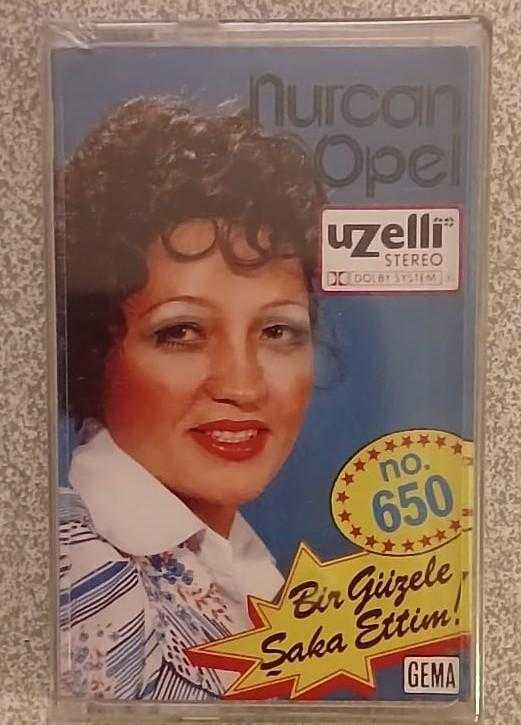 Nurcan
Opel
uzelli
STEREO
DOLBY SYSTEM
no.
650
Bir Güzele
Şaka Ettim!
GEMA